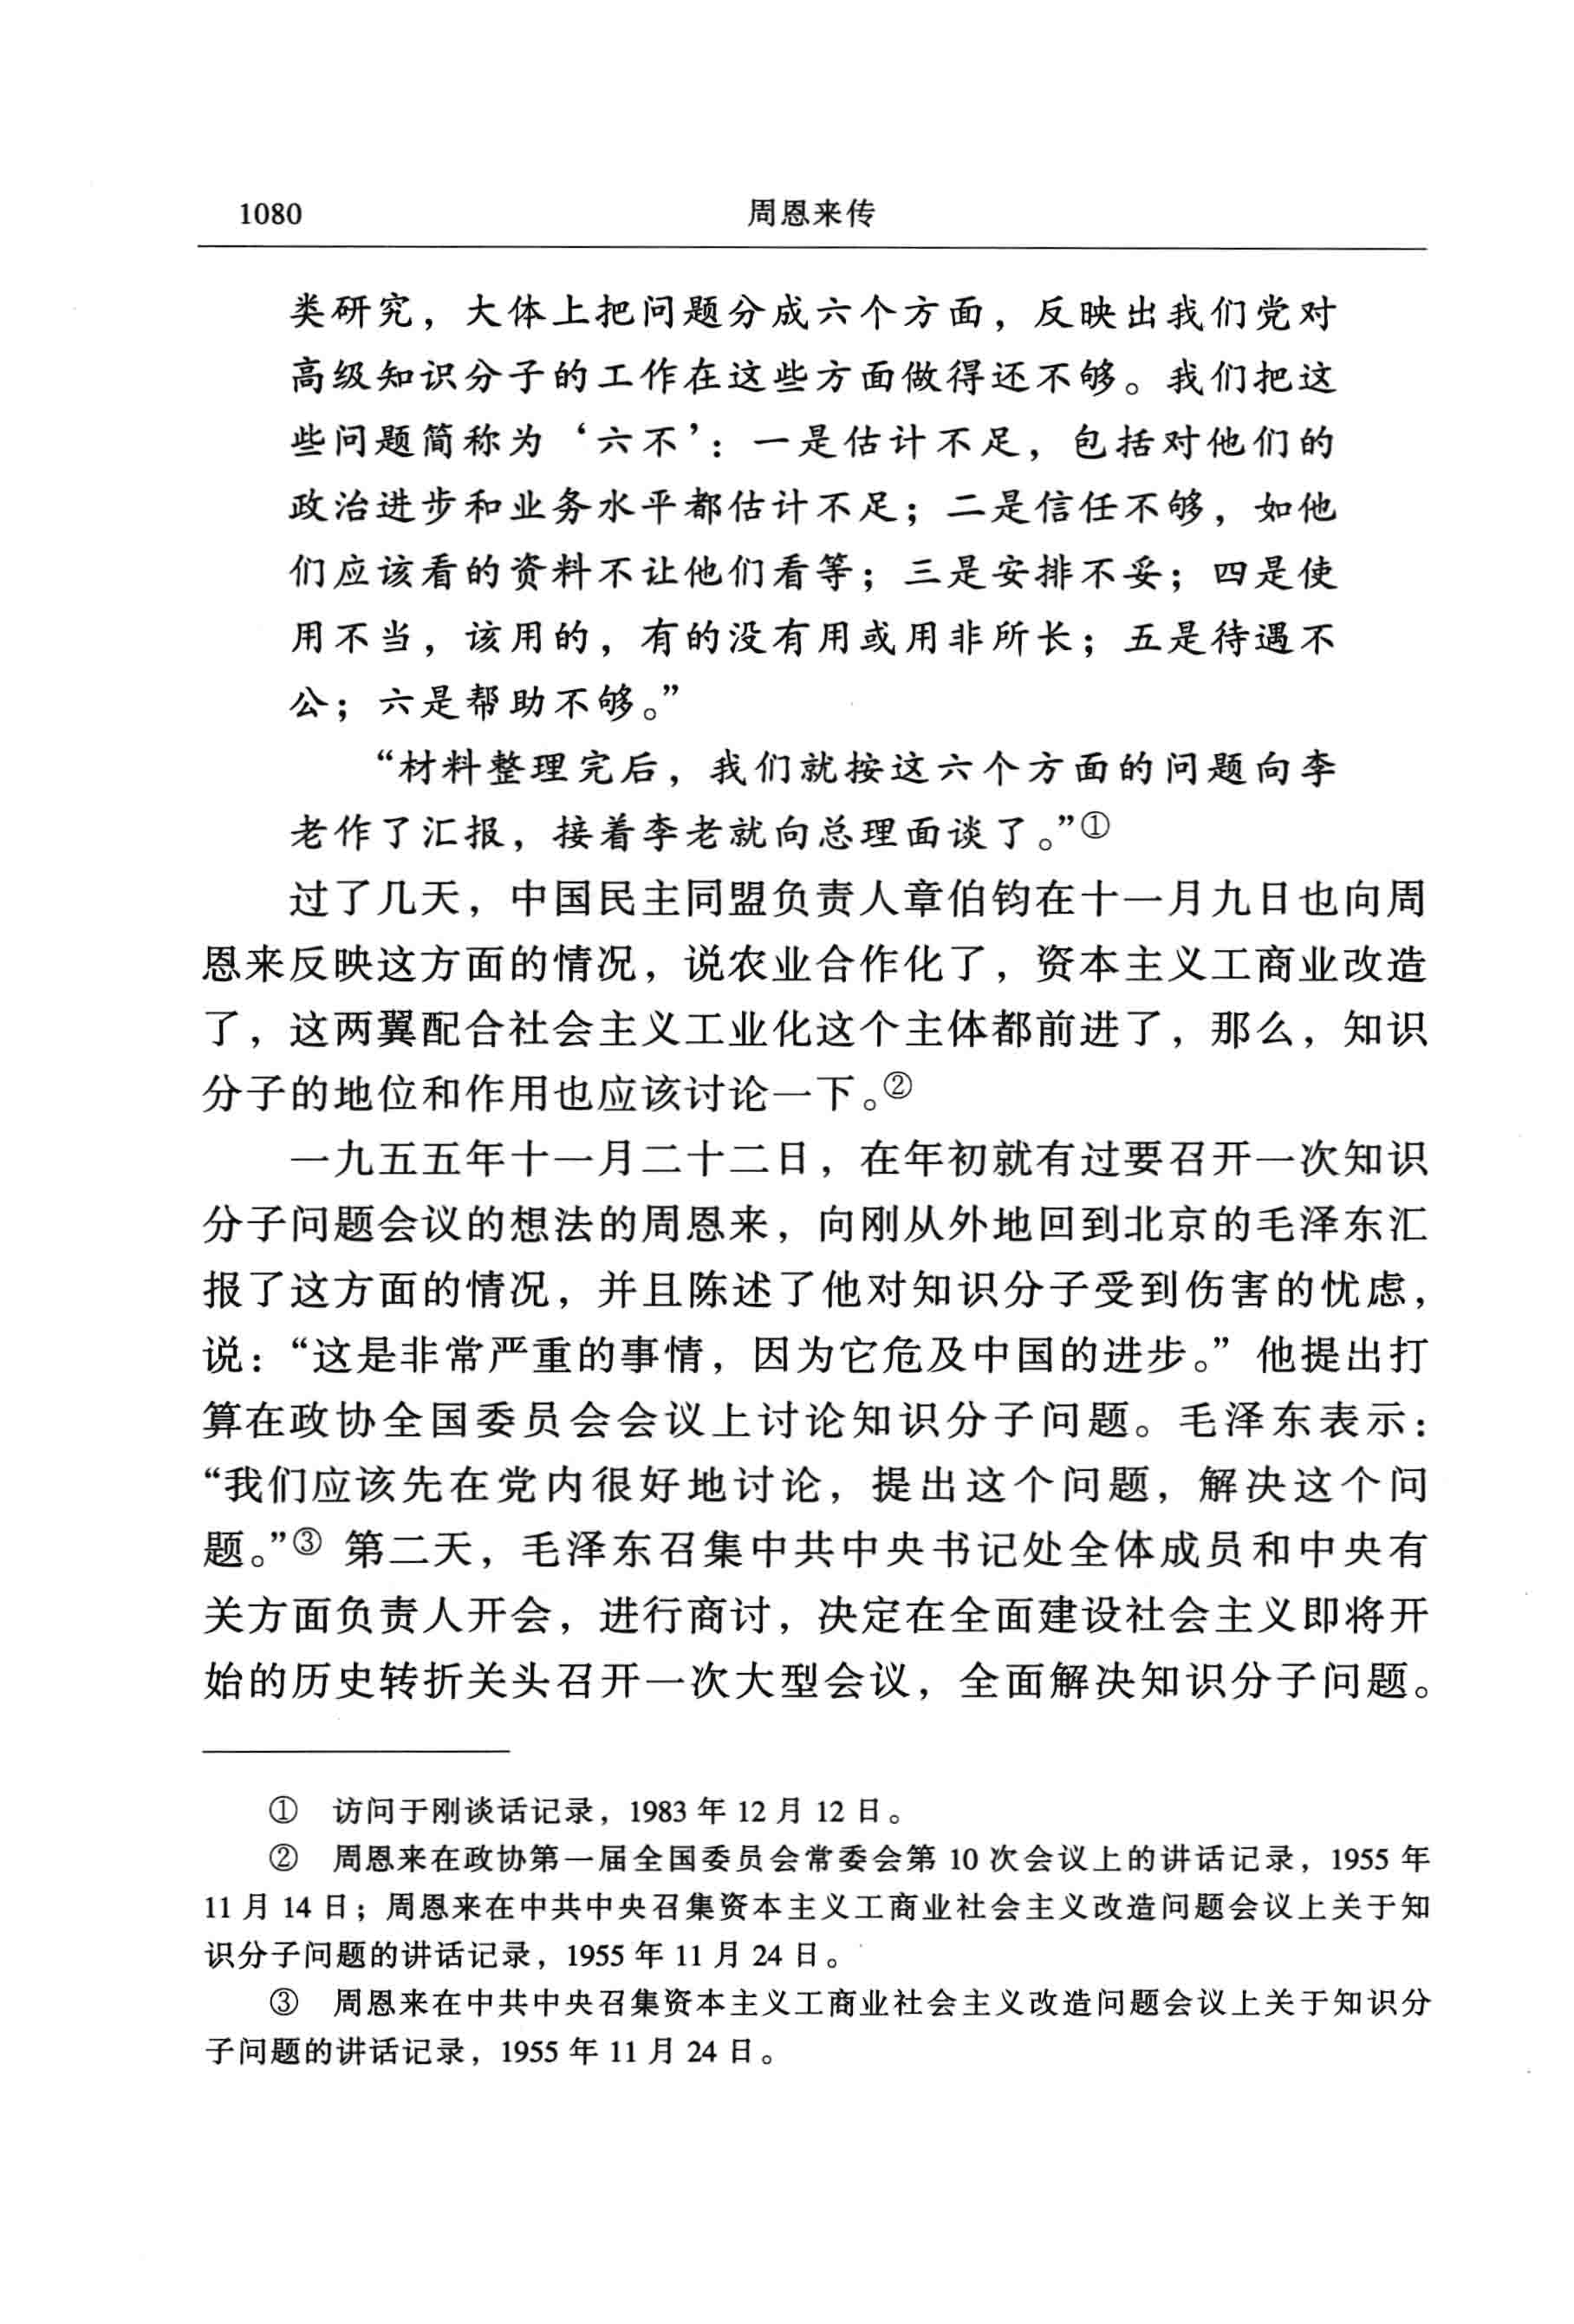 1080 周恩来传
类研究，大体上把问题分成六个方面，反映出我们党对
高级知识分子的工作在这些方面做得还不够。我们把这
些问题简称为‘六不’：一是估计不足，包括对他们的
政治进步和业务水平都估计不足；二是信任不够，如他
们应该看的资料不让他们看等；三是安排不妥；四是使
用不当，该用的，有的没有用或用非所长；五是待遇不
公；六是帮助不够。”
“材料整理完后，我们就按这六个方面的问题向李
老作了汇报，接着李老就向总理面谈了。”①
过了几天，中国民主同盟负责人章伯钧在十一月九日也向周
恩来反映这方面的情况，说农业合作化了，资本主义工商业改造
了，这两翼配合社会主义工业化这个主体都前进了，那么，知识
分子的地位和作用也应该讨论一下。②
一九五五年十一月二十二日，在年初就有过要召开一次知识
分子问题会议的想法的周恩来，向刚从外地回到北京的毛泽东汇
报了这方面的情况，并且陈述了他对知识分子受到伤害的忧虑，
说：“这是非常严重的事情，因为它危及中国的进步。”他提出打
算在政协全国委员会会议上讨论知识分子问题。毛泽东表示：
“我们应该先在党内很好地讨论，提出这个问题，解决这个问
题。”③ 第二天，毛泽东召集中共中央书记处全体成员和中央有
关方面负责人开会，进行商讨，决定在全面建设社会主义即将开
始的历史转折关头召开一次大型会议，全面解决知识分子问题。
① 访问于刚谈话记录，1983 年 12 月 12 日。
② 周恩来在政协第一届全国委员会常委会第 10 次会议上的讲话记录，1955 年
11 月 14 日；周恩来在中共中央召集资本主义工商业社会主义改造问题会议上关于知
识分子问题的讲话记录，1955 年 11 月 24 日。
③ 周恩来在中共中央召集资本主义工商业社会主义改造问题会议上关于知识分
子问题的讲话记录，1955 年 11 月 24 日。